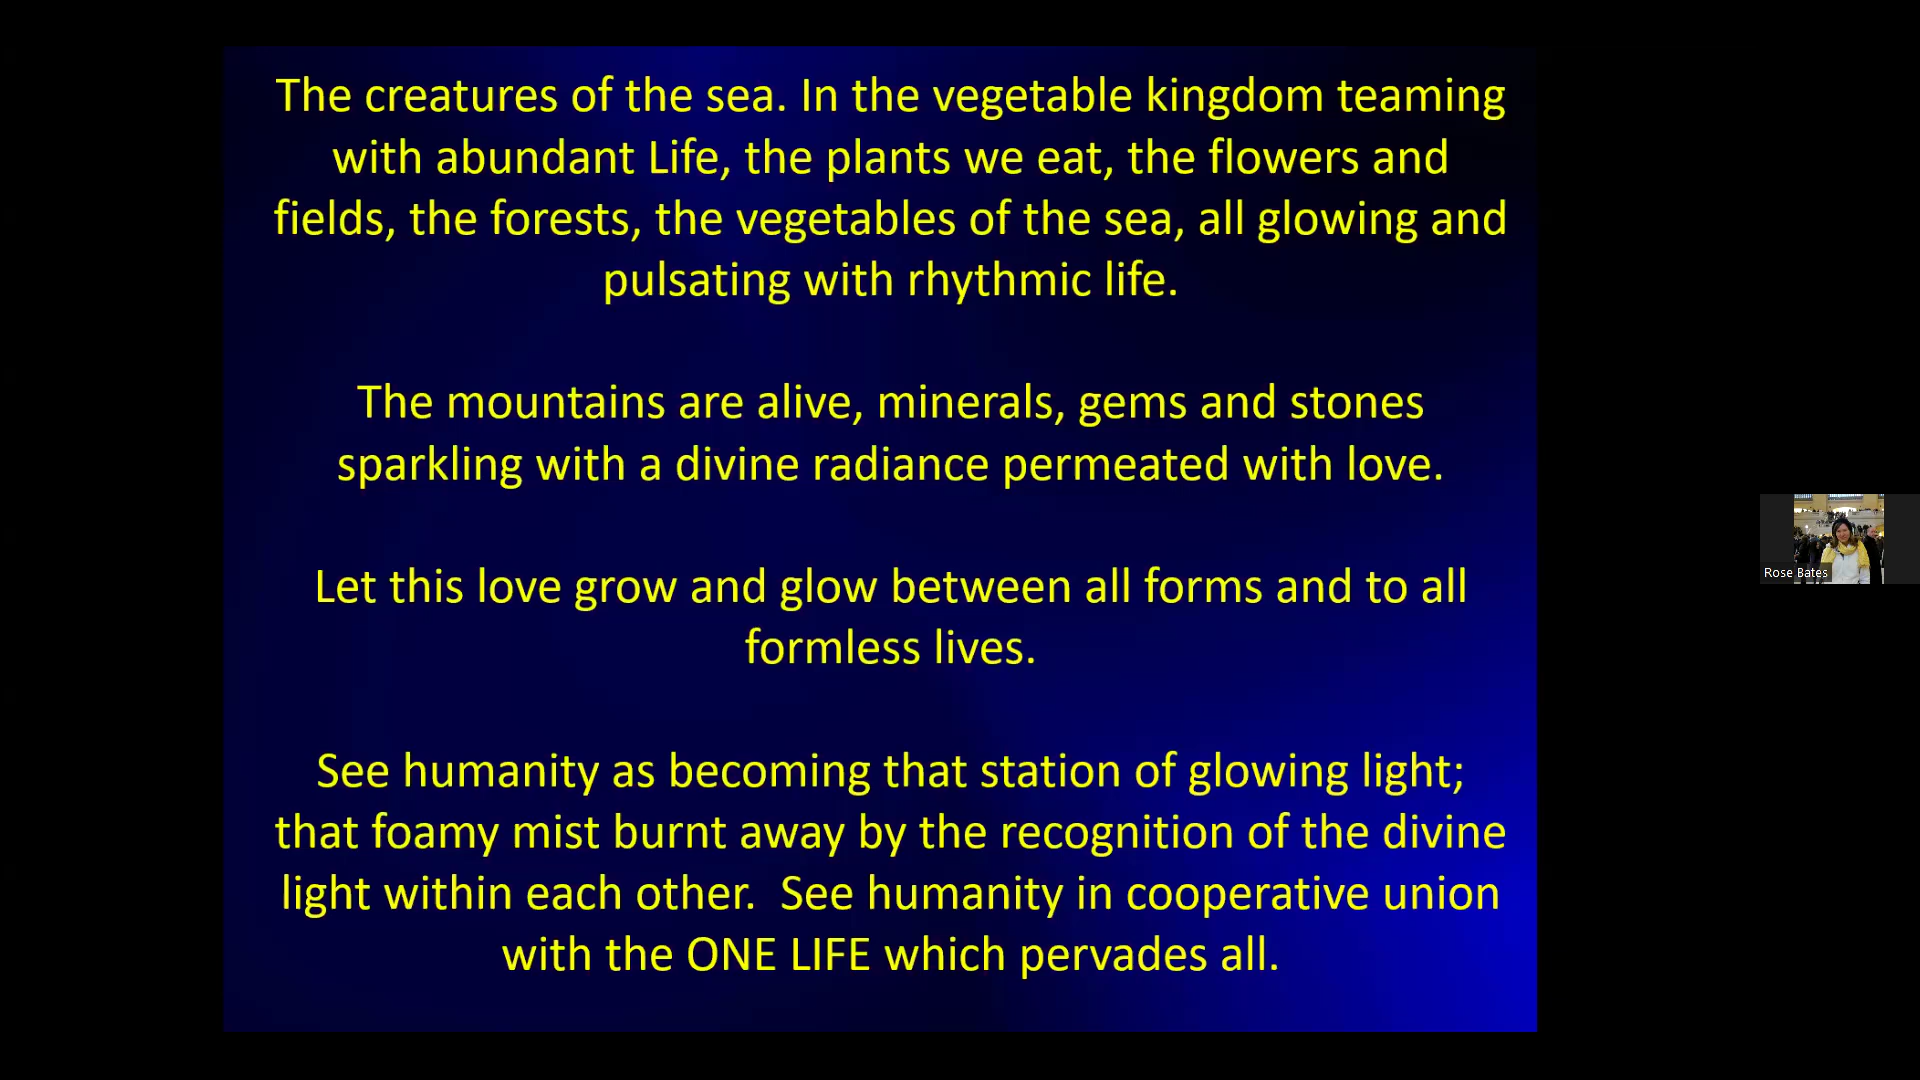 The creatures of the sea. In the vegetable kingdom teaming
with abundant Life, the plants we eat, the flowers and
fields, the forests, the vegetables of the sea, all glowing and
pulsating with rhythmic life.
The mountains are alive, minerals, gems and stones
sparkling with a divine radiance permeated with love.
Let this love grow and glow between all forms and to all
formless lives.
See humanity as becoming that station of glowing light;
that foamy mist burnt away by the recognition of the divine
light within each other.  See humanity in cooperative union
with the ONE LIFE which pervades all.
Rose Bates